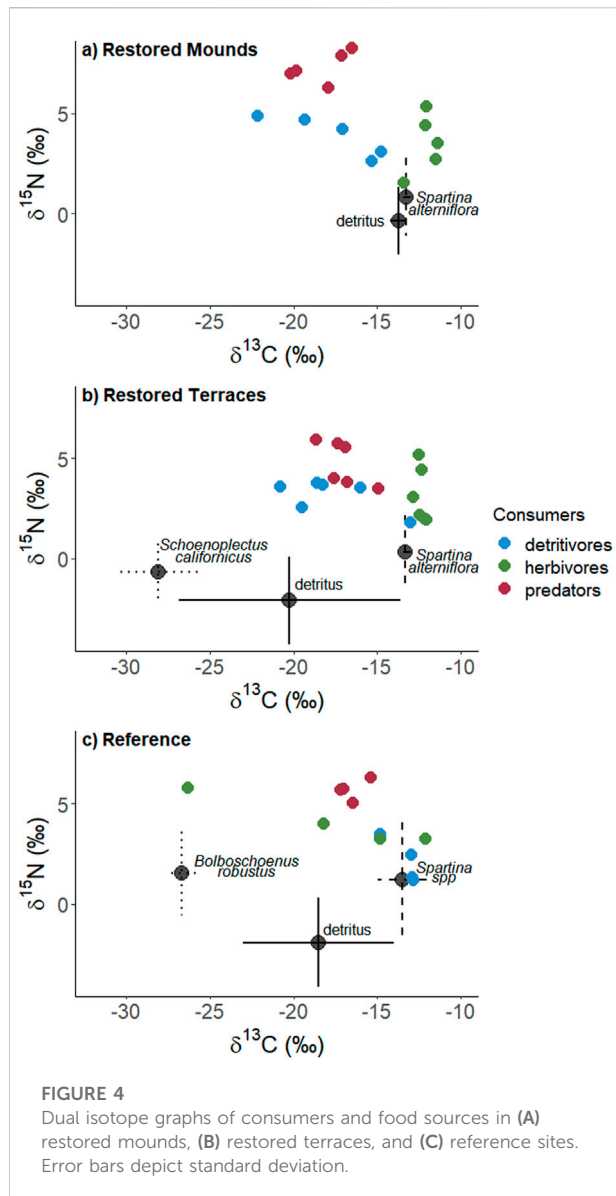 a) Restored Mounds
5
0
δ15N (‰)
Spartina
alterniflora
detritus
-30 -25 -20 -15 -10
δ13C (‰)
b) Restored Terraces
5
0
δ15N (‰)
Schoenoplectus
californicus
Spartina
alterniflora
detritus
-30 -25 -20 -15 -10
δ13C (‰)
Consumers
detritivores
herbivores
predators
c) Reference
5
0
δ15N (‰)
Bolboschoenus
robustus
Spartina
spp
detritus
-30 -25 -20 -15 -10
δ13C (‰)
FIGURE 4
Dual isotope graphs of consumers and food sources in (A)
restored mounds, (B) restored terraces, and (C) reference sites.
Error bars depict standard deviation.